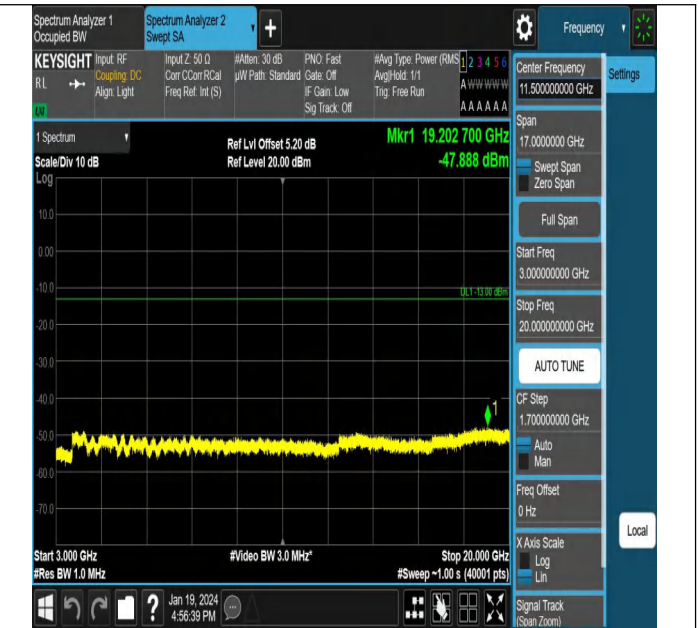 Spectrum Analyzer 1
Occupied BW
Spectrum Analyzer 2
Swept SA
Frequency
KEYSIGHT
RL
Input: RF
Coupling: DC
Align: Light
Input Z: 50 Ω
Corr CCorr RCal
Freq Ref: Int (S)
#Atten: 30 dB
µW Path: Standard
PNO: Fast
Gate: Off
IF Gain: Low
Sig Track: Off
#Avg Type: Power (RMS
Avg|Hold: 1/1
Trig: Free Run
1 2 3 4 5 6
A W W W W W
A A A A A A
1 Spectrum
Scale/Div 10 dB
Log
Ref Lvl Offset 5.20 dB
Ref Level 20.00 dBm
Mkr1 19.202 700 GHz
-47.888 dBm
10.0
0.00
-10.0
-20.0
-30.0
-40.0
-50.0
-60.0
-70.0
DL1 -13.00 dBm
1
Start 3.000 GHz
#Res BW 1.0 MHz
#Video BW 3.0 MHz*
Stop 20.000 GHz
#Sweep ~1.00 s (40001 pts)
Jan 19, 2024
4:56:39 PM
Center Frequency
11.500000000 GHz
Span
17.0000000 GHz
Swept Span
Zero Span
Full Span
Start Freq
3.000000000 GHz
Stop Freq
20.000000000 GHz
AUTO TUNE
CF Step
1.700000000 GHz
Auto
Man
Freq Offset
0 Hz
X Axis Scale
Log
Lin
Signal Track
(Span Zoom)
Settings
Local